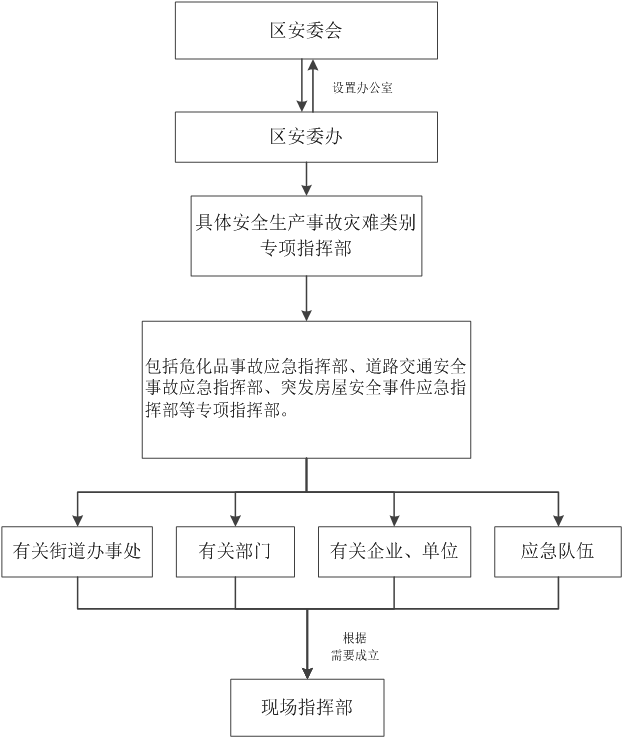 区安委会
设置办公室
区安委办
具体安全生产事故灾难类别
专项指挥部
包括危化品事故应急指挥部、道路交通安全
事故应急指挥部、突发房屋安全事件应急指
挥部等专项指挥部。
有关街道办事处
有关部门
有关企业、单位
应急队伍
根据
需要成立
现场指挥部